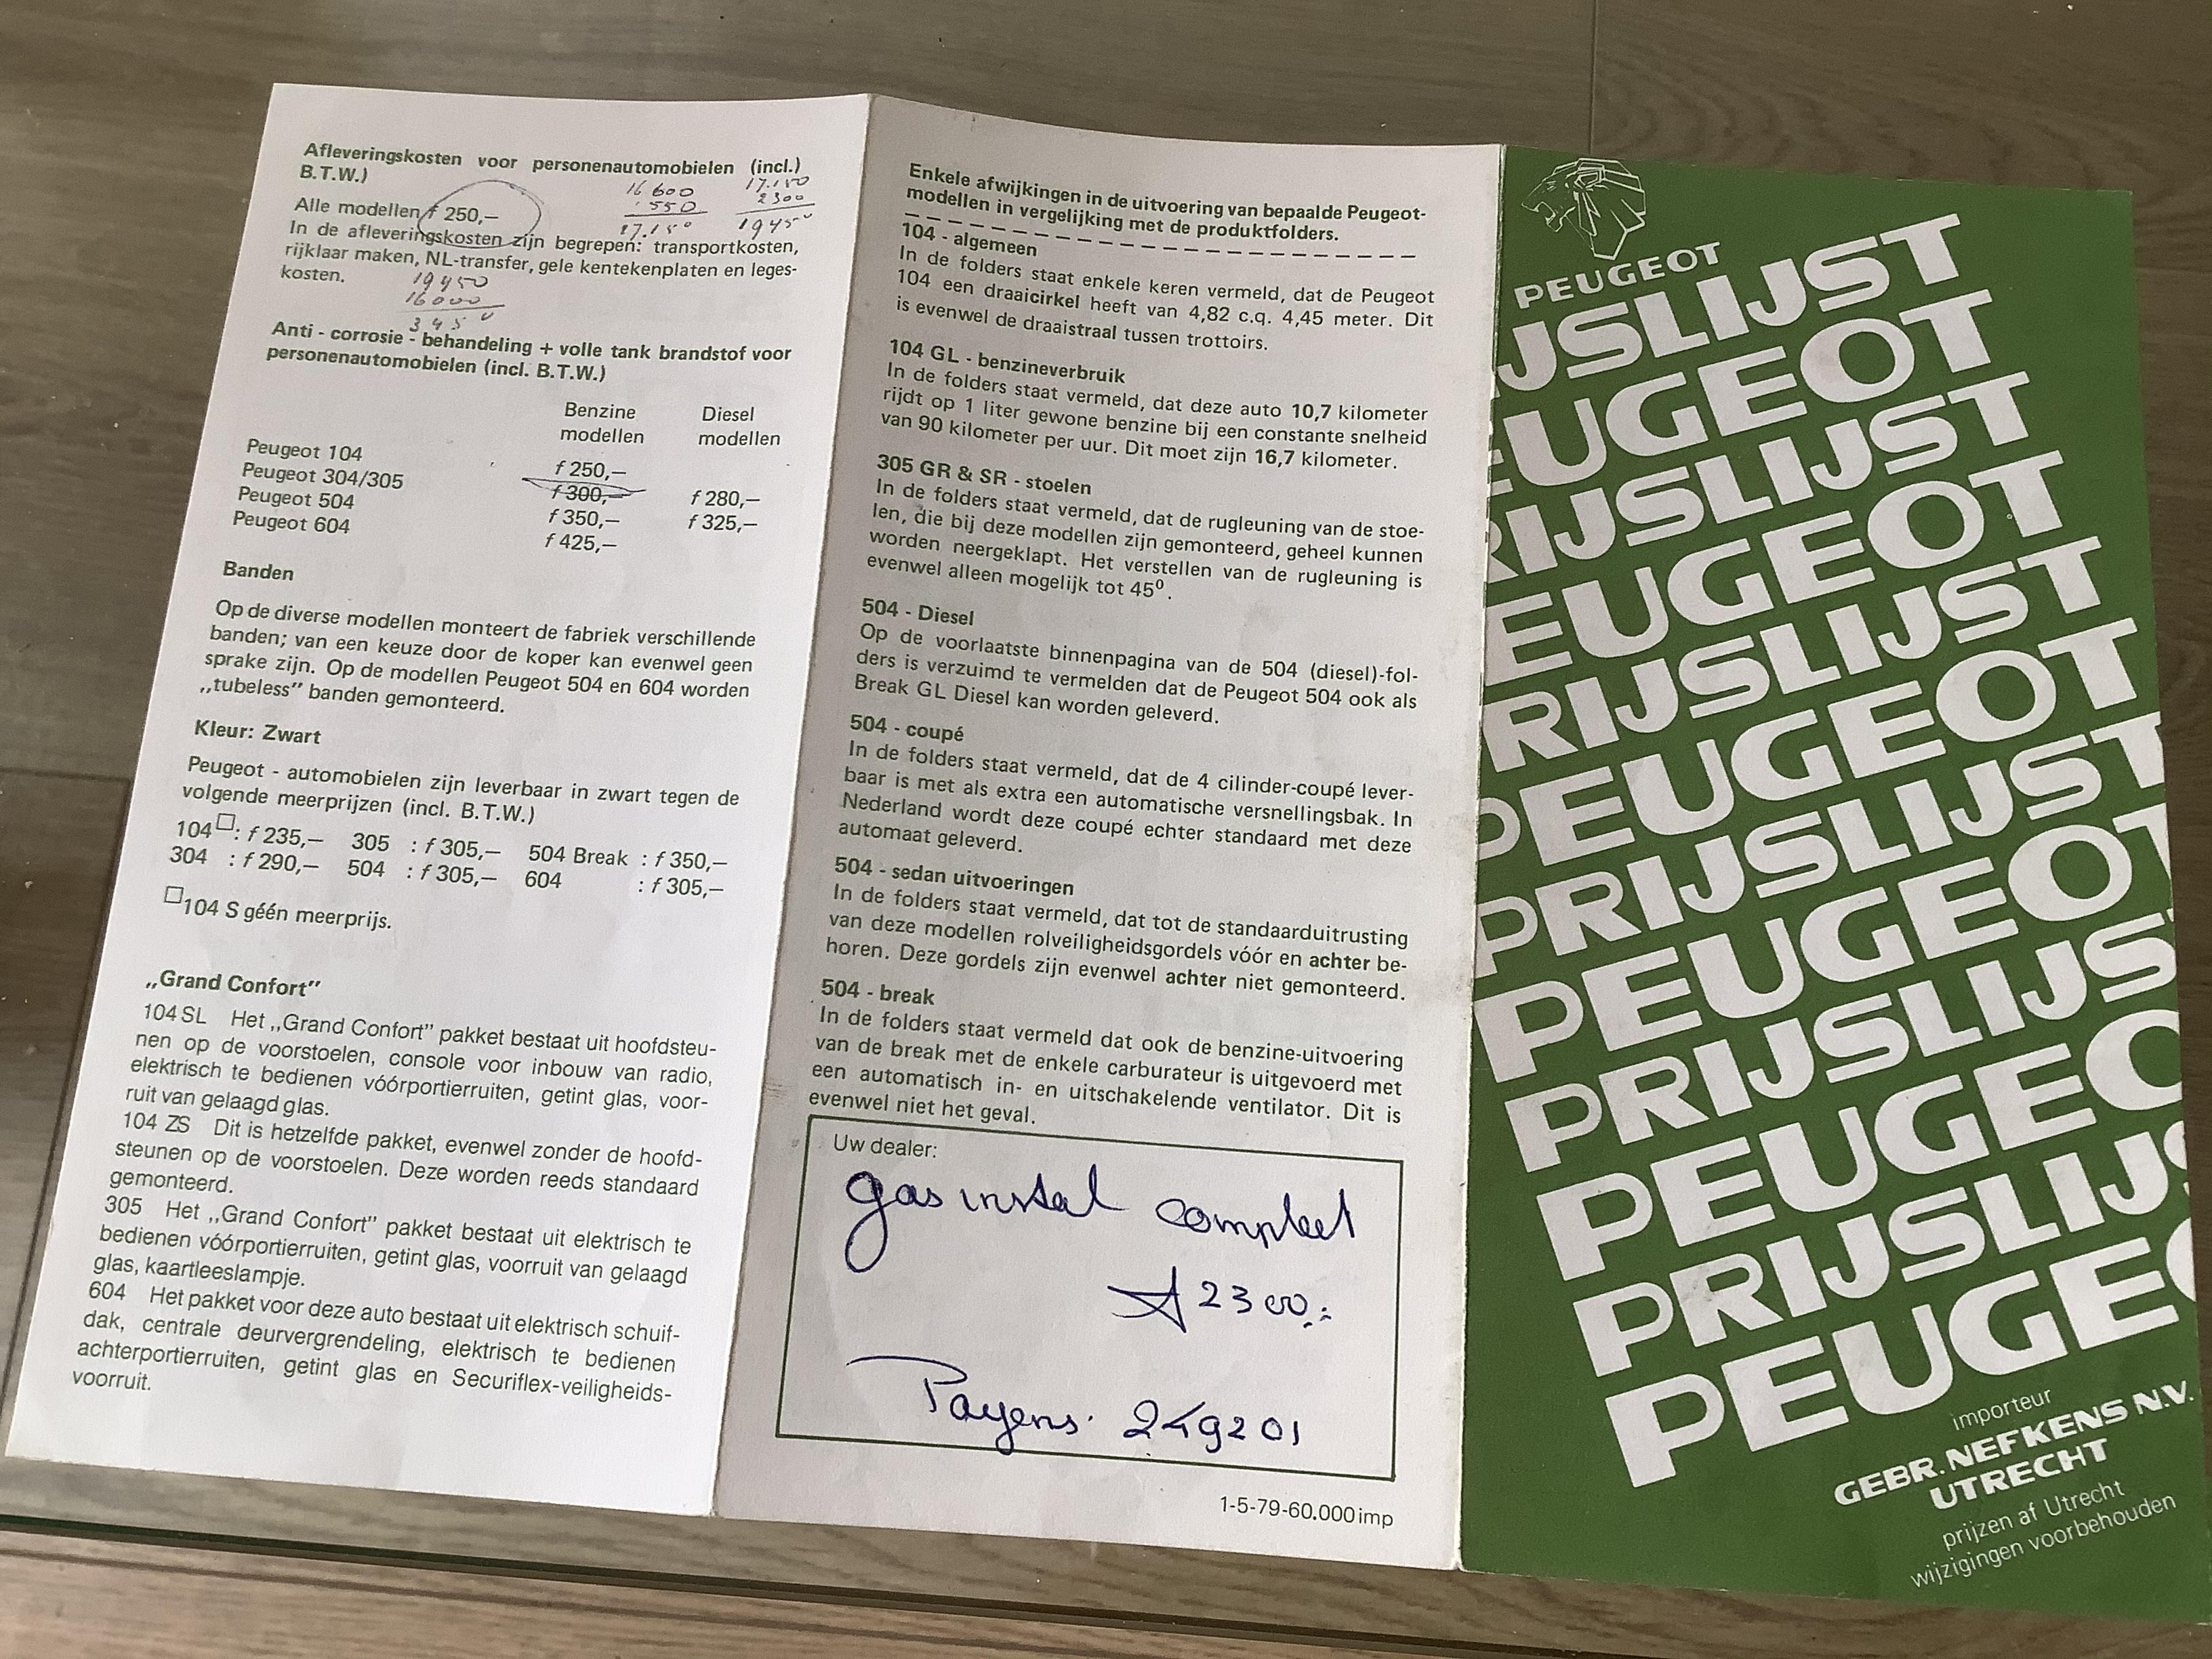 Afleveringskosten voor personenautomobielen (incl.)
B.T.W.)
16600
550
17.150
17.150
2300
19450
Alle modellen f 250,—
In de afleveringskosten zijn begrepen: transportkosten,
rijklaar maken, NL-transfer, gele kentekenplaten en leges-
kosten.
19450
16000
3450
Anti - corrosie - behandeling + volle tank brandstof voor
personenautomobielen (incl. B.T.W.)
Benzine modellen Diesel modellen
Peugeot 104 f 250,—
Peugeot 304/305 f 300,— f 280,—
Peugeot 504 f 350,— f 325,—
Peugeot 604 f 425,—
Banden
Op de diverse modellen monteert de fabriek verschillende
banden; van een keuze door de koper kan evenwel geen
sprake zijn. Op de modellen Peugeot 504 en 604 worden
„tubeless” banden gemonteerd.
Kleur: Zwart
Peugeot - automobielen zijn leverbaar in zwart tegen de
volgende meerprijzen (incl. B.T.W.)
104□: f 235,— 305 : f 305,— 504 Break : f 350,—
304 : f 290,— 504 : f 305,— 604 : f 305,—
□104 S géén meerprijs.
„Grand Confort”
104 SL Het „Grand Confort” pakket bestaat uit hoofdsteu-
nen op de voorstoelen, console voor inbouw van radio,
elektrisch te bedienen vóórportierruiten, getint glas, voor-
ruit van gelaagd glas.
104 ZS Dit is hetzelfde pakket, evenwel zonder de hoofd-
steunen op de voorstoelen. Deze worden reeds standaard
gemonteerd.
305 Het „Grand Confort” pakket bestaat uit elektrisch te
bedienen vóórportierruiten, getint glas, voorruit van gelaagd
glas, kaartleeslampje.
604 Het pakket voor deze auto bestaat uit elektrisch schuif-
dak, centrale deurvergrendeling, elektrisch te bedienen
achterportierruiten, getint glas en Securiflex-veiligheids-
voorruit.
Enkele afwijkingen in de uitvoering van bepaalde Peugeot-
modellen in vergelijking met de produktfolders.
104 - algemeen
In de folders staat enkele keren vermeld, dat de Peugeot
104 een draaicirkel heeft van 4,82 c.q. 4,45 meter. Dit
is evenwel de draaistraal tussen trottoirs.
104 GL - benzineverbruik
In de folders staat vermeld, dat deze auto 10,7 kilometer
rijdt op 1 liter gewone benzine bij een constante snelheid
van 90 kilometer per uur. Dit moet zijn 16,7 kilometer.
305 GR & SR - stoelen
In de folders staat vermeld, dat de rugleuning van de stoe-
len, die bij deze modellen zijn gemonteerd, geheel kunnen
worden neergeklapt. Het verstellen van de rugleuning is
evenwel alleen mogelijk tot 45º.
504 - Diesel
Op de voorlaatste binnenpagina van de 504 (diesel)-fol-
ders is verzuimd te vermelden dat de Peugeot 504 ook als
Break GL Diesel kan worden geleverd.
504 - coupé
In de folders staat vermeld, dat de 4 cilinder-coupé lever-
baar is met als extra een automatische versnellingsbak. In
Nederland wordt deze coupé echter standaard met deze
automaat geleverd.
504 - sedan uitvoeringen
In de folders staat vermeld, dat tot de standaarduitrusting
van deze modellen rolveiligheidsgordels vóór en achter be-
horen. Deze gordels zijn evenwel achter niet gemonteerd.
504 - break
In de folders staat vermeld dat ook de benzine-uitvoering
van de break met de enkele carburateur is uitgevoerd met
een automatisch in- en uitschakelende ventilator. Dit is
evenwel niet het geval.
Uw dealer:
gas instal compleet
f 2300,-
Payens. 249201
1-5-79-60.000 imp
PEUGEOT
IJSLIJST
EUGEOT
RIJSLIJST
EUGEOT
RIJSLIJST
PEUGEOT
PRIJSLIJST
PEUGEOT
PRIJSLIJS
PEUGEO
PRIJSLIJS
PEUGE
importeur
GEBR. NEFKENS N.V.
UTRECHT
prijzen af Utrecht
wijzigingen voorbehouden